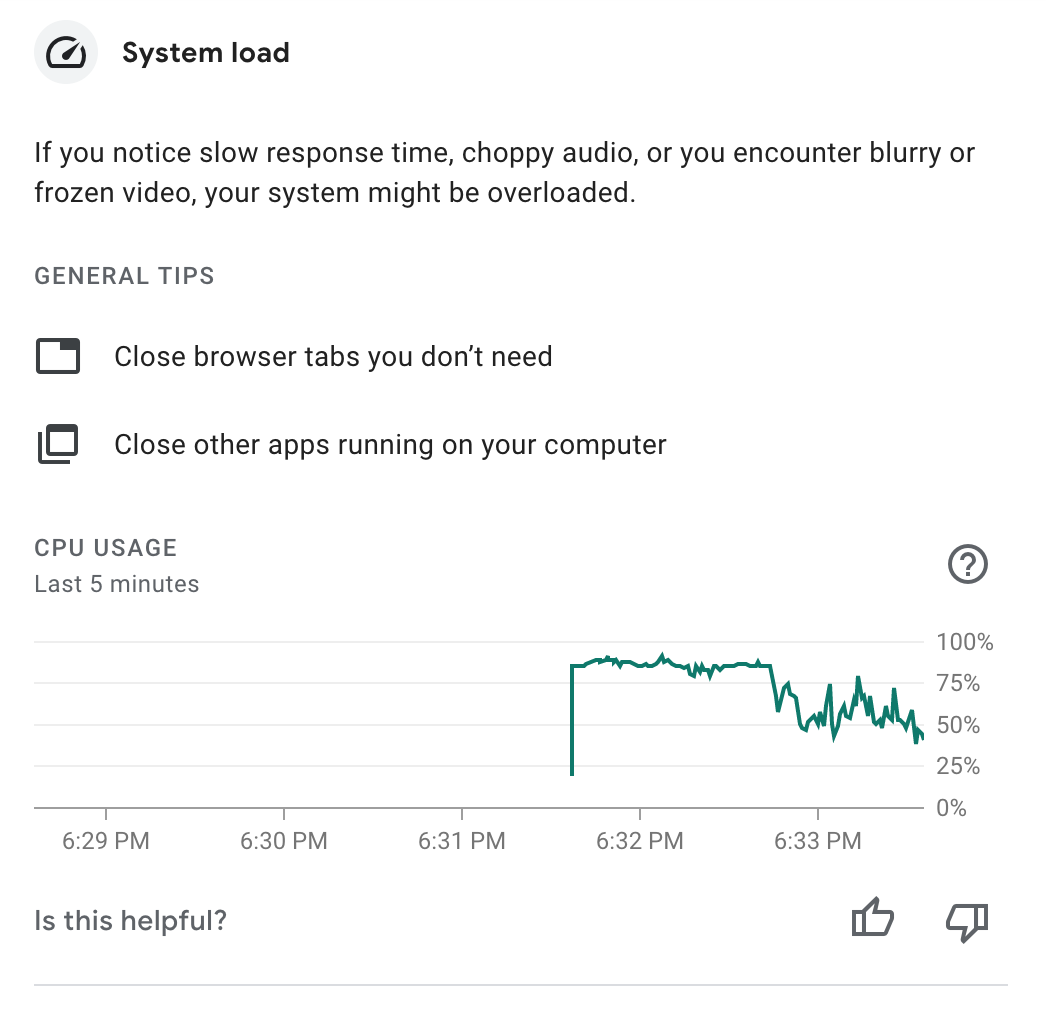 System load
If you notice slow response time, choppy audio, or you encounter blurry or
frozen video, your system might be overloaded.
GENERAL TIPS
Close browser tabs you don’t need
Close other apps running on your computer
CPU USAGE
Last 5 minutes
100%
75%
50%
25%
0%
6:29 PM 6:30 PM 6:31 PM 6:32 PM 6:33 PM
Is this helpful?